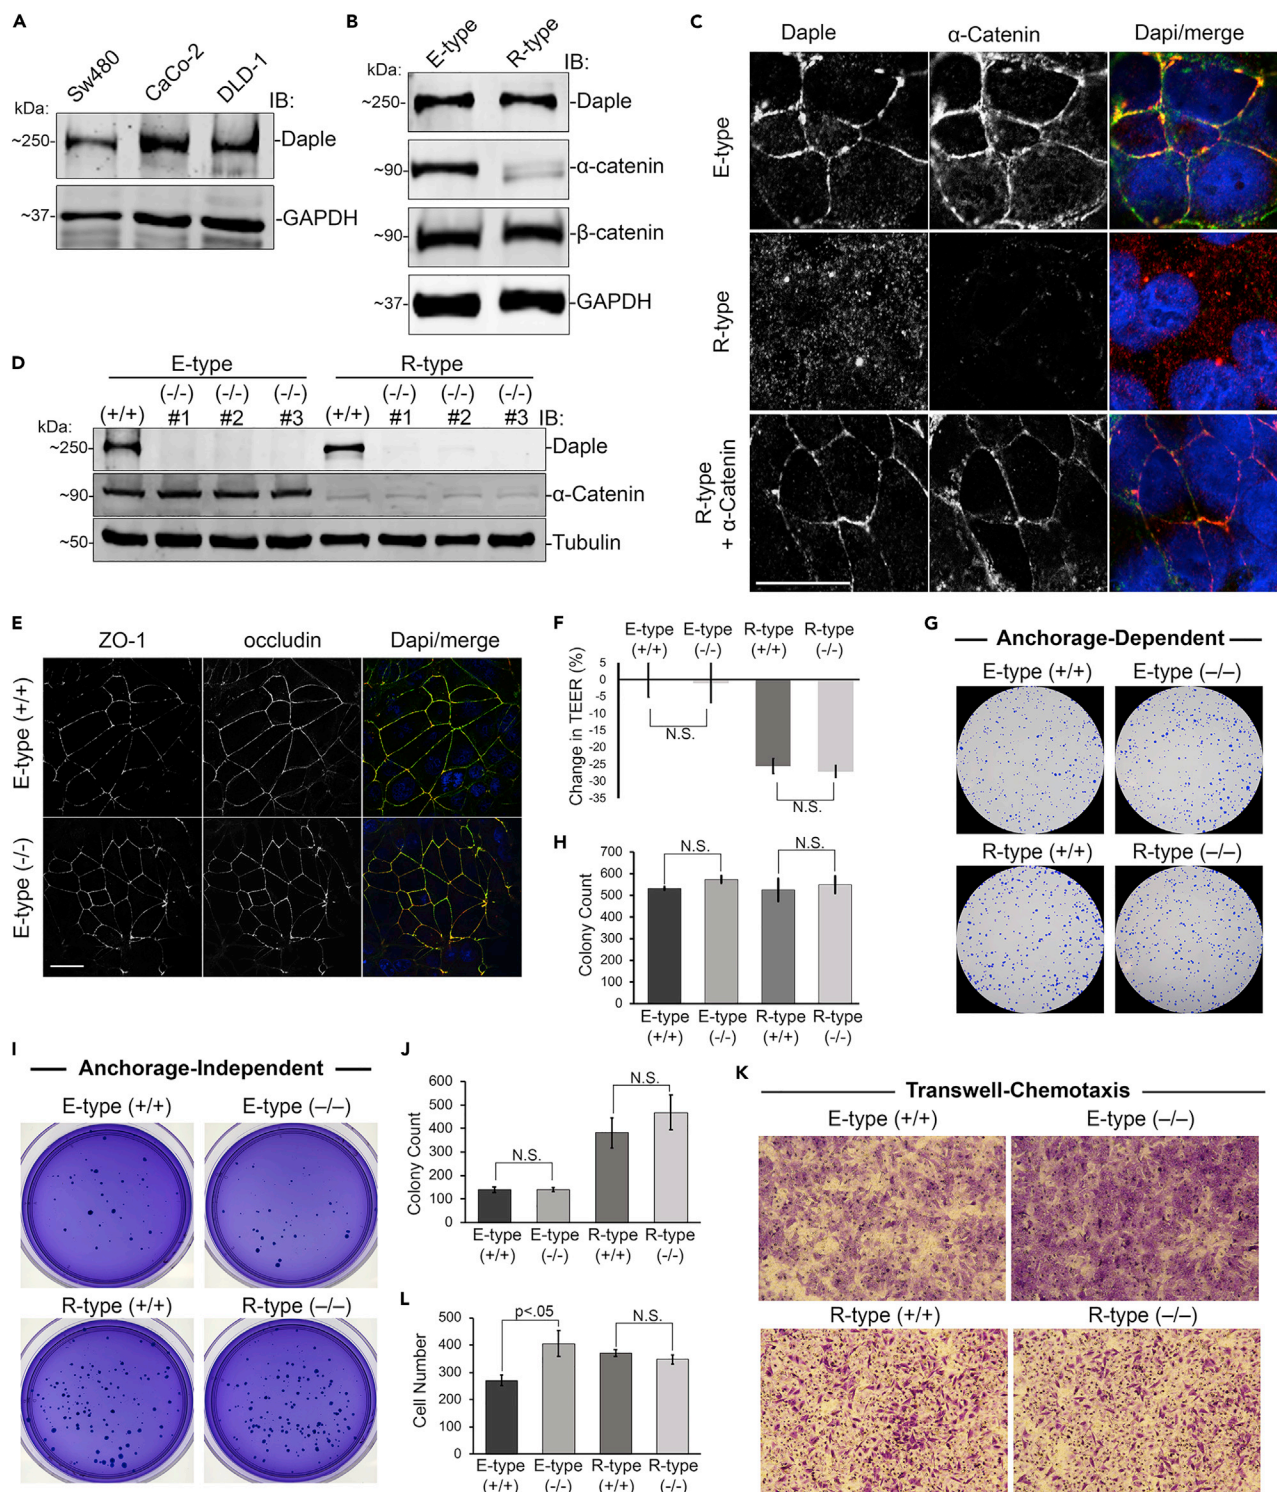 A
Sw480 CaCo-2 DLD-1
kDa: IB:
~250- -Daple
~37- -GAPDH
B
E-type R-type
kDa: IB:
~250- -Daple
~90- -α-catenin
~90- -β-catenin
~37- -GAPDH
C
Daple α-Catenin Dapi/merge
E-type
R-type
R-type
+ α-Catenin
D
E-type R-type
(-/-) (-/-) (-/-) (-/-) (-/-) (-/-)
(+/+) #1 #2 #3 (+/+) #1 #2 #3 IB:
kDa:
~250- -Daple
~90- -α-Catenin
~50- -Tubulin
E
ZO-1 occludin Dapi/merge
E-type (+/+)
E-type (-/-)
F
E-type E-type R-type R-type
(+/+) (-/-) (+/+) (-/-)
Change in TEER (%)
5
0
-5
-10
-15
-20
-25
-30
-35
N.S.
N.S.
G
Anchorage-Dependent
E-type (+/+) E-type (–/–)
R-type (+/+) R-type (–/–)
H
Colony Count
700
600
500
400
300
200
100
0
N.S. N.S.
E-type E-type R-type R-type
(+/+) (-/-) (+/+) (-/-)
I
Anchorage-Independent
E-type (+/+) E-type (–/–)
R-type (+/+) R-type (–/–)
J
Colony Count
600
500
400
300
200
100
0
N.S. N.S.
E-type E-type R-type R-type
(+/+) (-/-) (+/+) (-/-)
K
Transwell-Chemotaxis
E-type (+/+) E-type (–/–)
R-type (+/+) R-type (–/–)
L
Cell Number
500
400
300
200
100
0
p<.05 N.S.
E-type E-type R-type R-type
(+/+) (-/-) (+/+) (-/-)